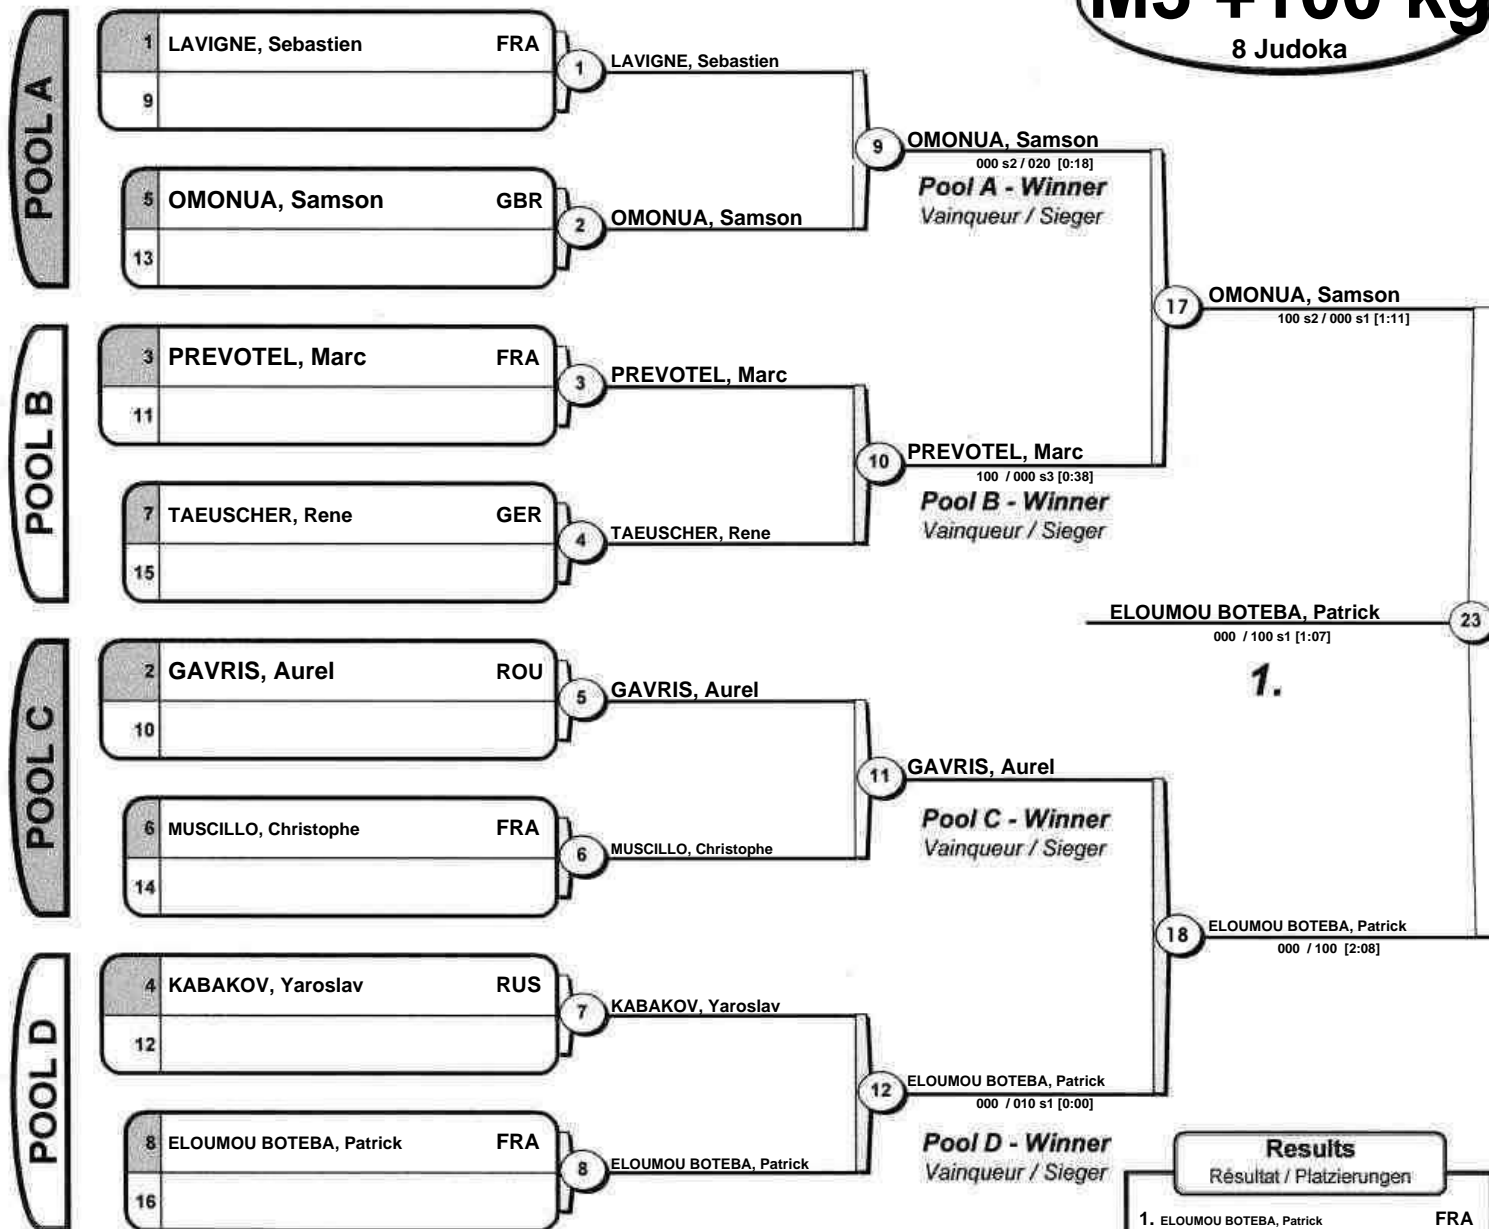 M5 +100 kg
8 Judoka
POOL A
1 LAVIGNE, Sebastien FRA
9
5 OMONUA, Samson GBR
13
1 LAVIGNE, Sebastien
2 OMONUA, Samson
9 OMONUA, Samson
000 s2 / 020 [0:18]
Pool A - Winner
Vainqueur / Sieger
POOL B
3 PREVOTEL, Marc FRA
11
7 TAEUSCHER, Rene GER
15
3 PREVOTEL, Marc
4 TAEUSCHER, Rene
10 PREVOTEL, Marc
100 / 000 s3 [0:38]
Pool B - Winner
Vainqueur / Sieger
17 OMONUA, Samson
100 s2 / 000 s1 [1:11]
POOL C
2 GAVRIS, Aurel ROU
10
6 MUSCILLO, Christophe FRA
14
5 GAVRIS, Aurel
6 MUSCILLO, Christophe
11 GAVRIS, Aurel
Pool C - Winner
Vainqueur / Sieger
POOL D
4 KABAKOV, Yaroslav RUS
12
8 ELOUMOU BOTEBA, Patrick FRA
16
7 KABAKOV, Yaroslav
8 ELOUMOU BOTEBA, Patrick
12 ELOUMOU BOTEBA, Patrick
000 / 010 s1 [0:00]
Pool D - Winner
Vainqueur / Sieger
18 ELOUMOU BOTEBA, Patrick
000 / 100 [2:08]
ELOUMOU BOTEBA, Patrick 23
000 / 100 s1 [1:07]
1.
Results
Résultat / Platzierungen
1. ELOUMOU BOTEBA, Patrick FRA